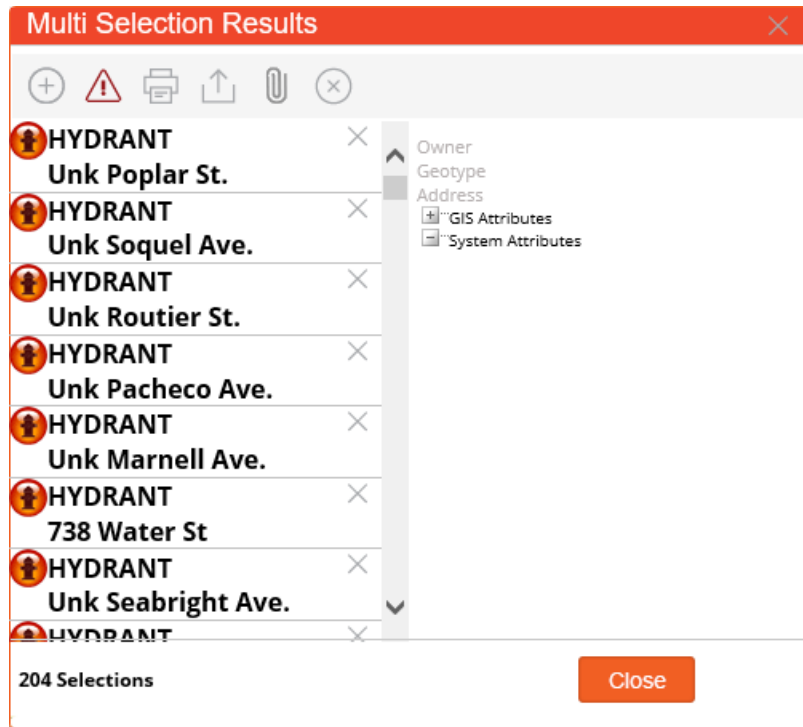 Multi Selection Results
HYDRANT
Unk Poplar St.
HYDRANT
Unk Soquel Ave.
HYDRANT
Unk Routier St.
HYDRANT
Unk Pacheco Ave.
HYDRANT
Unk Marnell Ave.
HYDRANT
738 Water St
HYDRANT
Unk Seabright Ave.
HYDRANT
Owner
Geotype
Address
GIS Attributes
System Attributes
204 Selections
Close